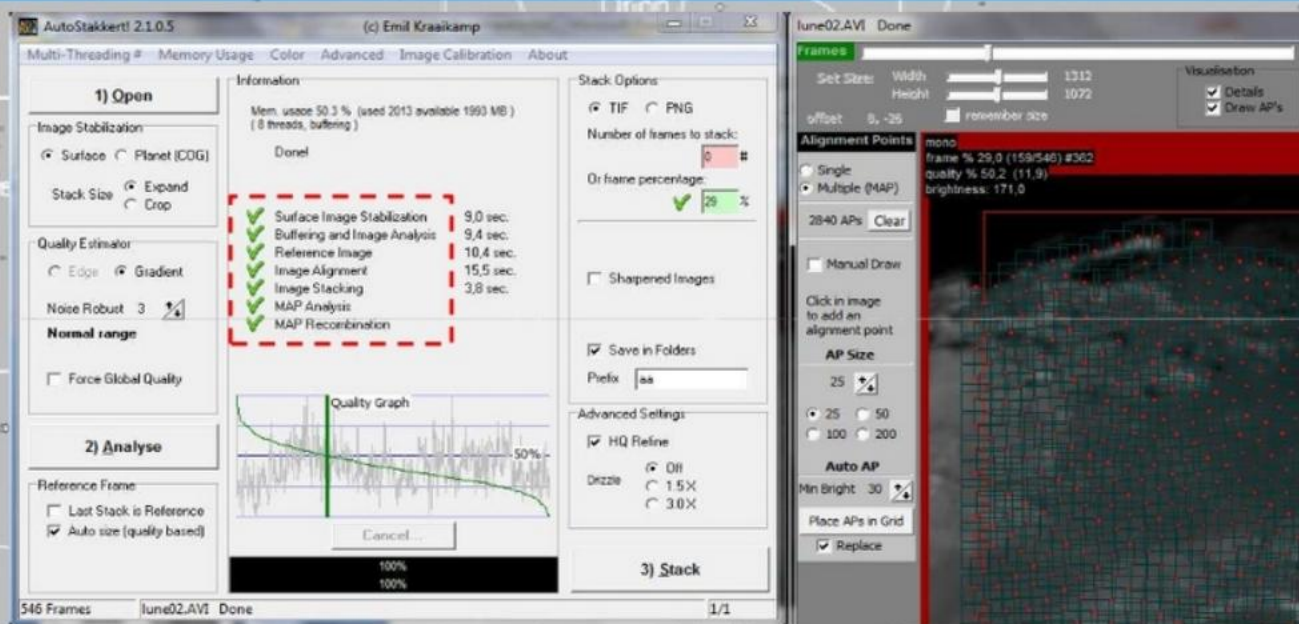 AutoStakkert! 2.1.0.5 (c) Emil Kraaikamp
Multi-Threading # Memory Usage Color Advanced Image Calibration About
1) Open
Image Stabilization
Surface Planet (COG)
Stack Size Expand
Crop
Quality Estimator
Edge Gradient
Noise Robust 3
Normal range
Force Global Quality
2) Analyse
Reference Frame
Last Stack is Reference
Auto size (quality based)
Information
Mem. usage 50.3 % (used 2013 available 1993 MB)
( 8 threads, buffering )
Done!
Surface Image Stabilization 9,0 sec.
Buffering and Image Analysis 9,4 sec.
Reference Image 10,4 sec.
Image Alignment 15,5 sec.
Image Stacking 3,8 sec.
MAP Analysis
MAP Recombination
Quality Graph
50%
Cancel...
100%
100%
Stack Options
TIF PNG
Number of frames to stack:
0 #
Or frame percentage:
29 %
Sharpened Images
Save in Folders
Prefix aa
Advanced Settings
HQ Refine
Drizzle Off
1.5X
3.0X
3) Stack
546 Frames lune02.AVI Done 1/1
lune02.AVI Done
Frames
Set Size: Width 1312
Height 1072
offset 8, -26 remember size
Visualisation
Details
Draw AP's
Alignment Points
Single
Multiple (MAP)
2840 APs Clear
Manual Draw
Click in image
to add an
alignment point
AP Size
25
25 50
100 200
Auto AP
Min Bright 30
Place APs in Grid
Replace
mono
frame % 29,0 (159/546) #362
quality % 50,2 (11,9)
brightness: 171,0